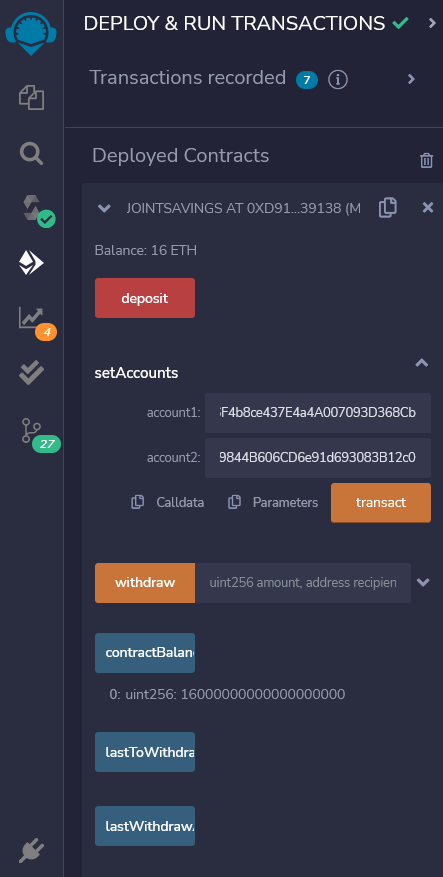 DEPLOY & RUN TRANSACTIONS
Transactions recorded 7 i
Deployed Contracts
JOINTSAVINGS AT 0XD91...39138 (M
Balance: 16 ETH
deposit
setAccounts
account1: F4b8ce437E4a4A007093D368Cb
account2: 9844B606CD6e91d693083B12c0
Calldata Parameters transact
withdraw uint256 amount, address recipien
contractBalan
0: uint256: 16000000000000000000
lastToWithdra
lastWithdraw
4
27